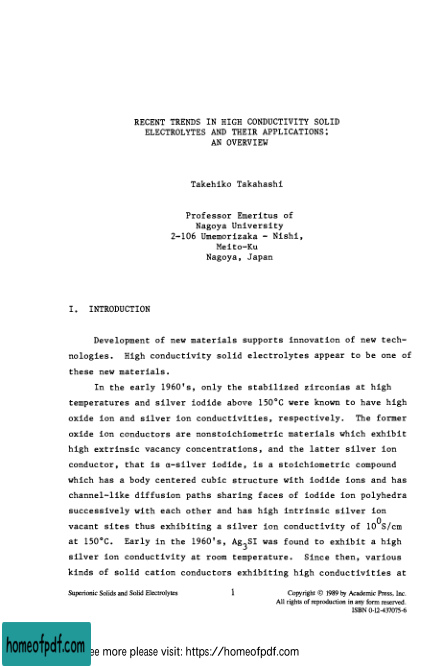 RECENT TRENDS IN HIGH CONDUCTIVITY SOLID
ELECTROLYTES AND THEIR APPLICATIONS;
AN OVERVIEW
Takehiko Takahashi
Professor Emeritus of
Nagoya University
2-106 Umemorizaka - Nishi,
Meito-Ku
Nagoya, Japan
I. INTRODUCTION
Development of new materials supports innovation of new tech-
nologies. High conductivity solid electrolytes appear to be one of
these new materials.
In the early 1960's, only the stabilized zirconias at high
temperatures and silver iodide above 150°C were known to have high
oxide ion and silver ion conductivities, respectively. The former
oxide ion conductors are nonstoichiometric materials which exhibit
high extrinsic vacancy concentrations, and the latter silver ion
conductor, that is α-silver iodide, is a stoichometric compound
which has a body centered cubic structure with iodide ions and has
channel-like diffusion paths sharing faces of iodide ion polyhedra
successively with each other and has high intrinsic silver ion
vacant sites thus exhibiting a silver ion conductivity of 10⁰S/cm
at 150°C. Early in the 1960's, Ag₃SI was found to exhibit a high
silver ion conductivity at room temperature. Since then, various
kinds of solid cation conductors exhibiting high conductivities at
Superionic Solids and Solid Electrolytes 1 Copyright © 1989 by Academic Press, Inc.
All rights of reproduction in any form reserved.
ISBN 0-12-437075-6
homeofpdf.com ee more please visit: https://homeofpdf.com